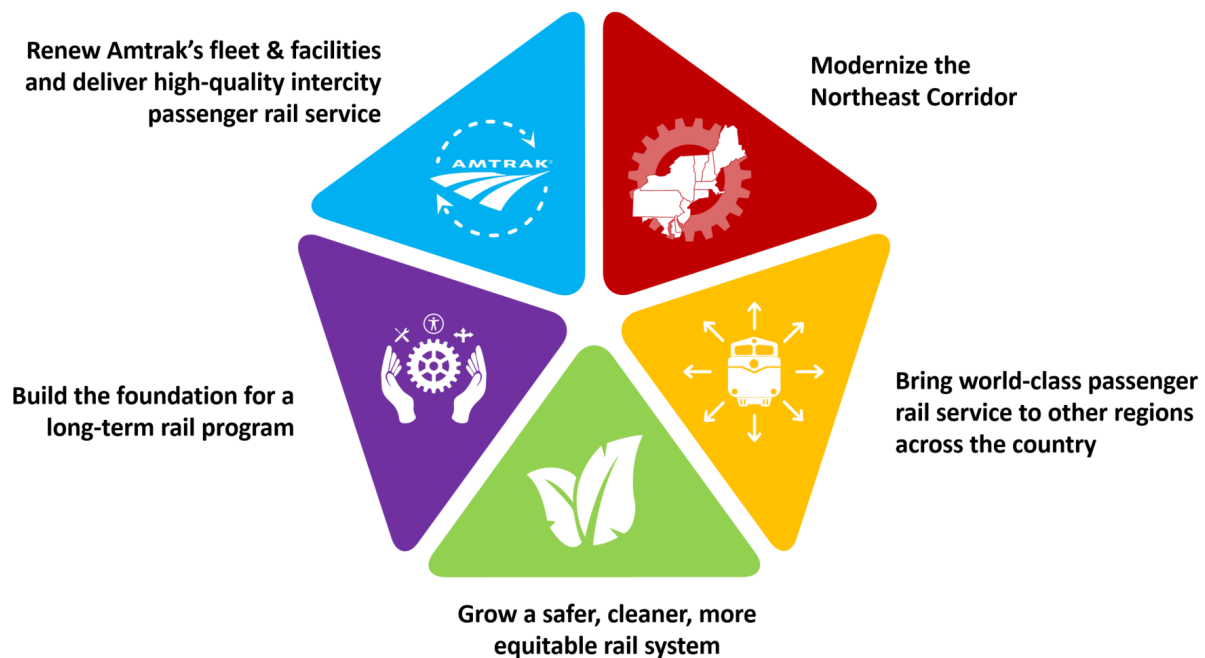 Renew Amtrak's fleet & facilities
and deliver high-quality intercity
passenger rail service
Modernize the
Northeast Corridor
AMTRAK®
Build the foundation for a
long-term rail program
Bring world-class passenger
rail service to other regions
across the country
Grow a safer, cleaner, more
equitable rail system